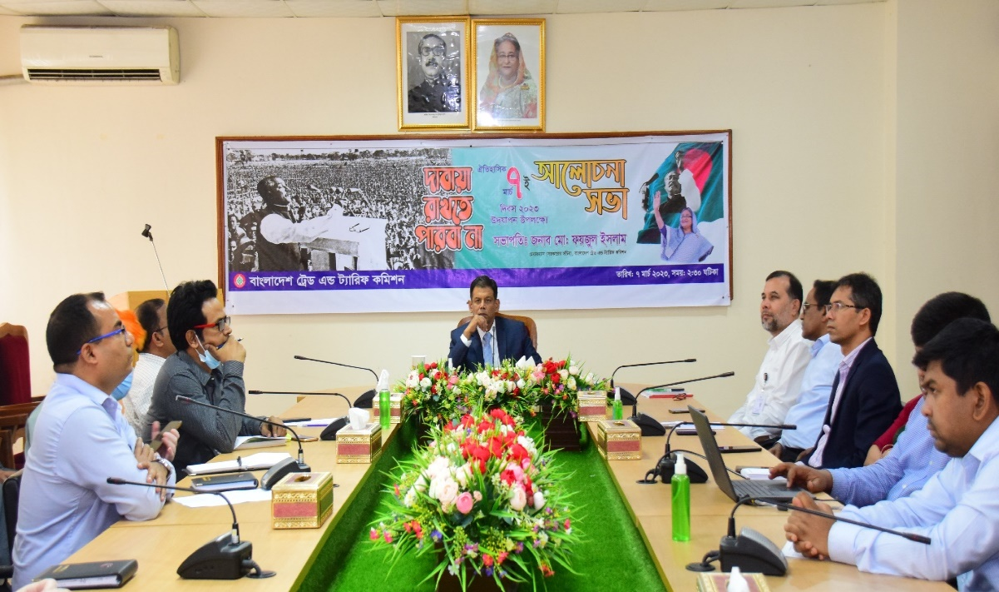 দাবায়া
রাখতে
পারবা না
ঐতিহাসিক
৭ই
মার্চ
দিবস ২০২৩
উদযাপন উপলক্ষ্যে
আলোচনা
সভা
সভাপতিঃ জনাব মো: ফয়জুল ইসলাম
বাংলাদেশ ট্রেড এন্ড ট্যারিফ কমিশন
তারিখ: ৭ মার্চ ২০২৩, সময়: ২:৩০ ঘটিকা